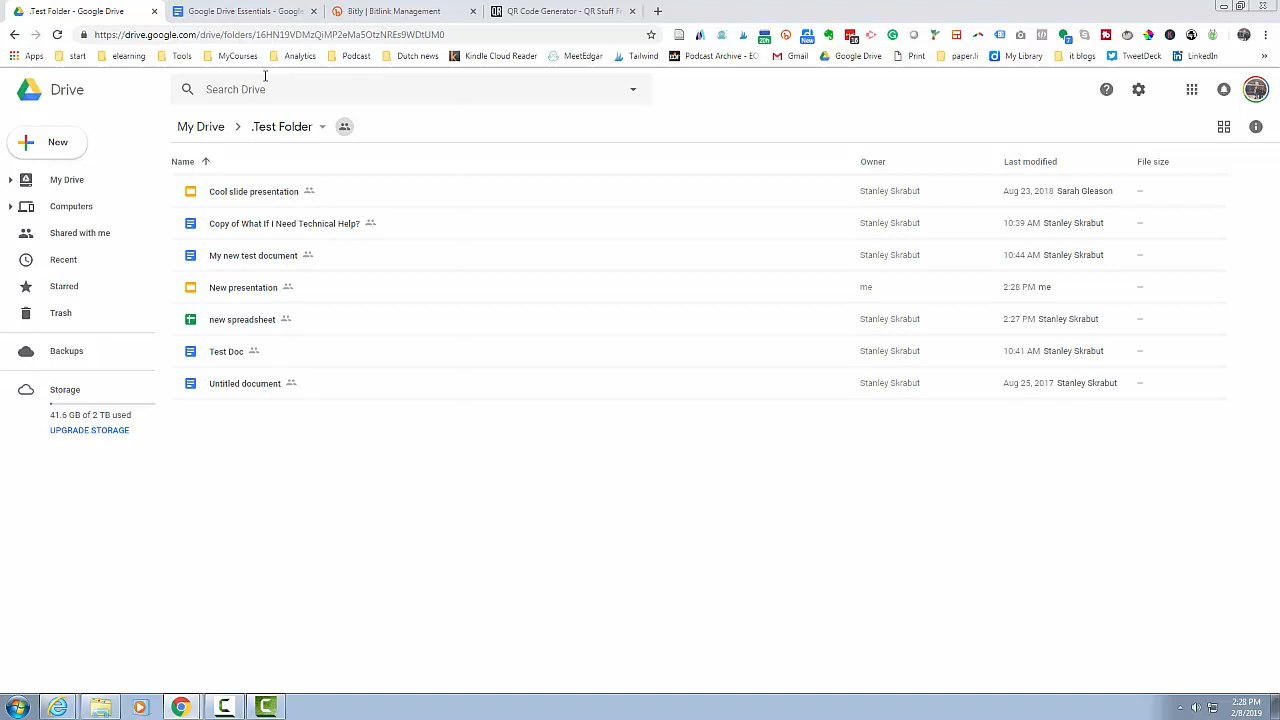 .Test Folder - Google Drive
Google Drive Essentials - Google
Bitly | Bitlink Management
QR Code Generator - QR Stuff F
https://drive.google.com/drive/folders/16HN19VDMzQiMP2eMa5OtzNREs9WDtUM0
Apps start elearning Tools MyCourses Analytics Podcast Dutch news Kindle Cloud Reader MeetEdgar Tailwind Podcast Archive - EO Gmail Google Drive Print paper.li My Library it blogs TweetDeck LinkedIn »
Drive
Search Drive
New
My Drive > .Test Folder
Name Owner Last modified File size
My Drive
Computers
Shared with me
Recent
Starred
Trash
Backups
Storage
41.6 GB of 2 TB used
UPGRADE STORAGE
Cool slide presentation Stanley Skrabut Aug 23, 2018 Sarah Gleason —
Copy of What If I Need Technical Help? Stanley Skrabut 10:39 AM Stanley Skrabut —
My new test document Stanley Skrabut 10:44 AM Stanley Skrabut —
New presentation me 2:28 PM me —
new spreadsheet Stanley Skrabut 2:27 PM Stanley Skrabut —
Test Doc Stanley Skrabut 10:41 AM Stanley Skrabut —
Untitled document Stanley Skrabut Aug 25, 2017 Stanley Skrabut —
2:28 PM
2/8/2019